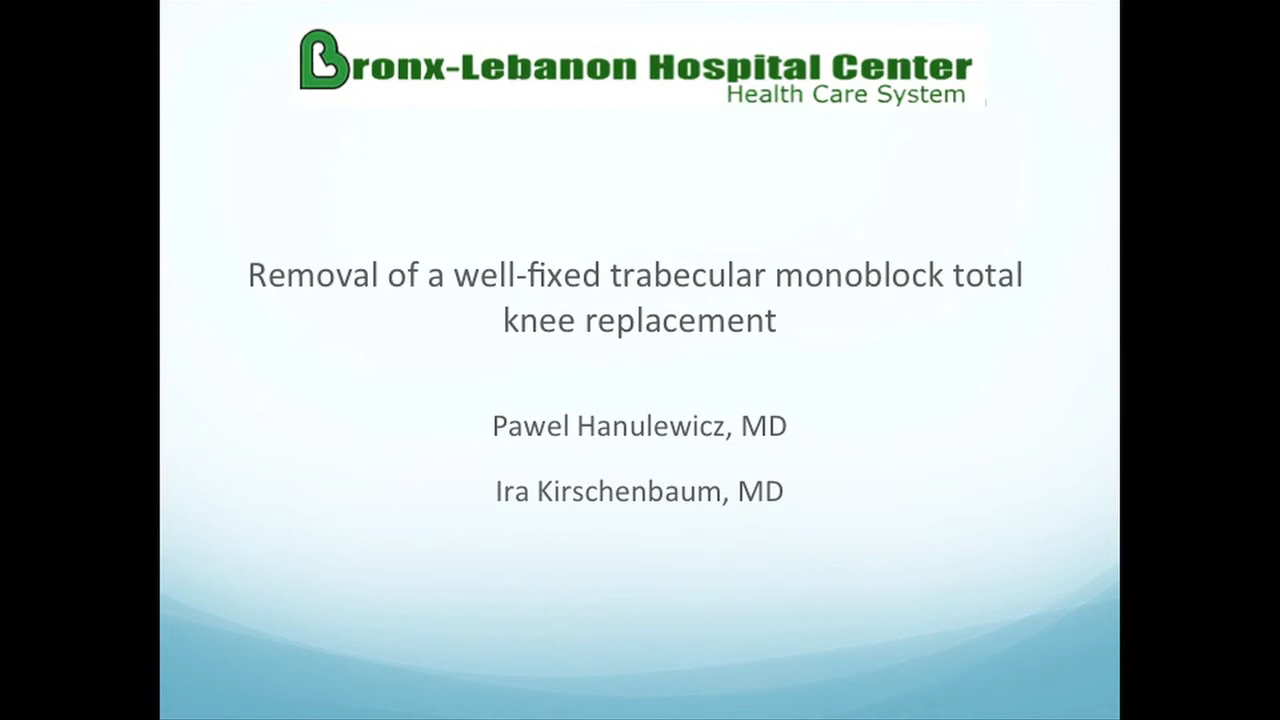 Bronx-Lebanon Hospital Center
Health Care System
Removal of a well-fixed trabecular monoblock total
knee replacement
Pawel Hanulewicz, MD
Ira Kirschenbaum, MD